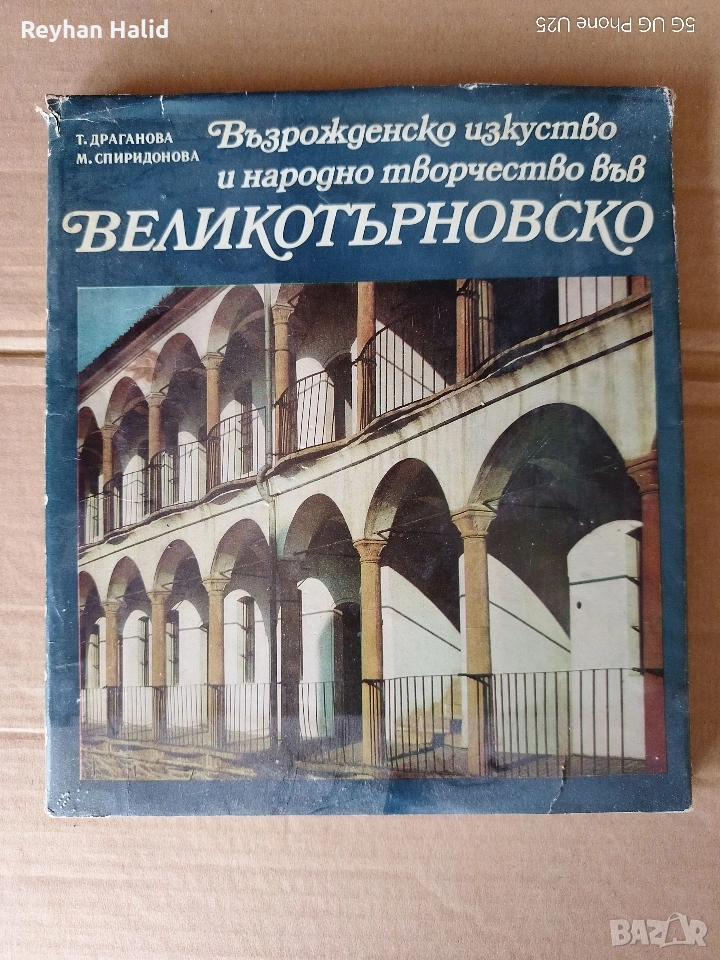 Reyhan Halid
5G UG Phone U25
Т. ДРАГАНОВА
М. СПИРИДОНОВА
Възрожденско изкуство
и народно творчество във
ВЕЛИКОТЪРНОВСКО
BAZAR